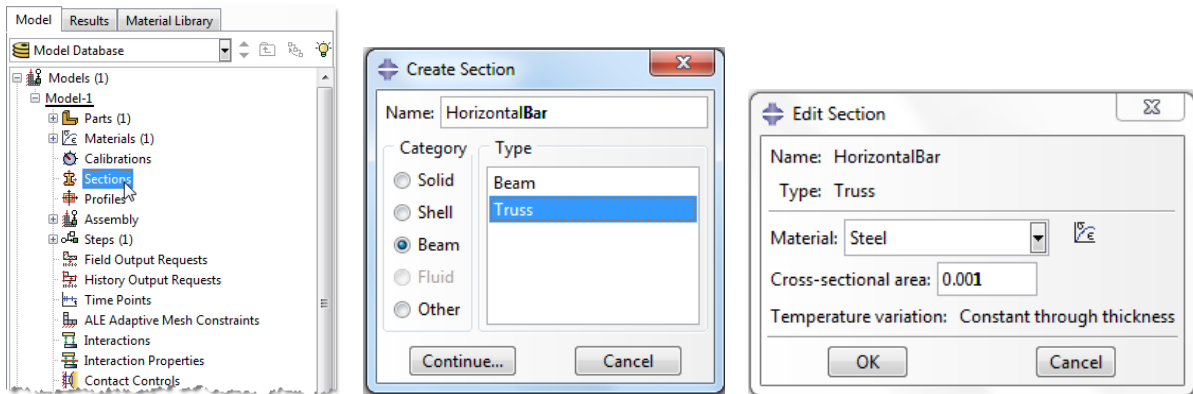 Model Results Material Library
Model Database
Models (1)
Model-1
Parts (1)
Materials (1)
Calibrations
Sections
Profiles
Assembly
Steps (1)
Field Output Requests
History Output Requests
Time Points
ALE Adaptive Mesh Constraints
Interactions
Interaction Properties
Contact Controls
Create Section
Name: HorizontalBar
Category Type
Solid
Shell
Beam
Fluid
Other
Beam
Truss
Continue... Cancel
Edit Section
Name: HorizontalBar
Type: Truss
Material: Steel
Cross-sectional area: 0.001
Temperature variation: Constant through thickness
OK Cancel